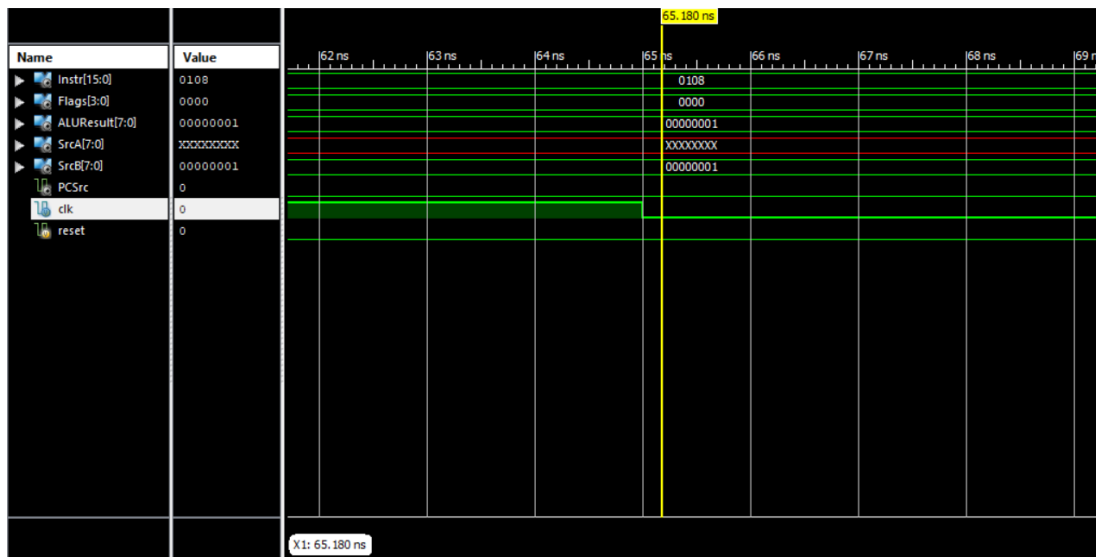 65.180 ns
Name Value
62 ns 63 ns 64 ns 65 ns 66 ns 67 ns 68 ns 69 n
Instr[15:0] 0108 0108
Flags[3:0] 0000 0000
ALUResult[7:0] 00000001 00000001
SrcA[7:0] XXXXXXXX XXXXXXXX
SrcB[7:0] 00000001 00000001
PCSrc 0
clk 0
reset 0
X1: 65.180 ns